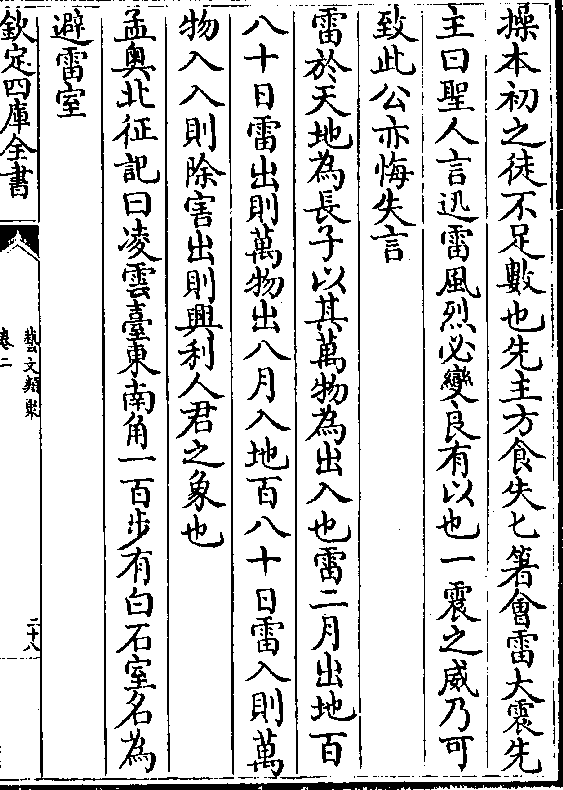 操本初之徒不足數也先主方食失匕箸會雷大震先
主曰聖人言迅雷風烈必變良有以也一震之威乃可
致此公亦悔失言
雷於天地為長子以其萬物為出入也雷二月出地百
八十日雷出則萬物出八月入地百八十日雷入則萬
物入入則除害出則興利人君之象也
孟奧北征記曰凌雲臺東南角一百步有白石室名為
避雷室
欽定四庫全書
藝文類聚
卷二
二十八